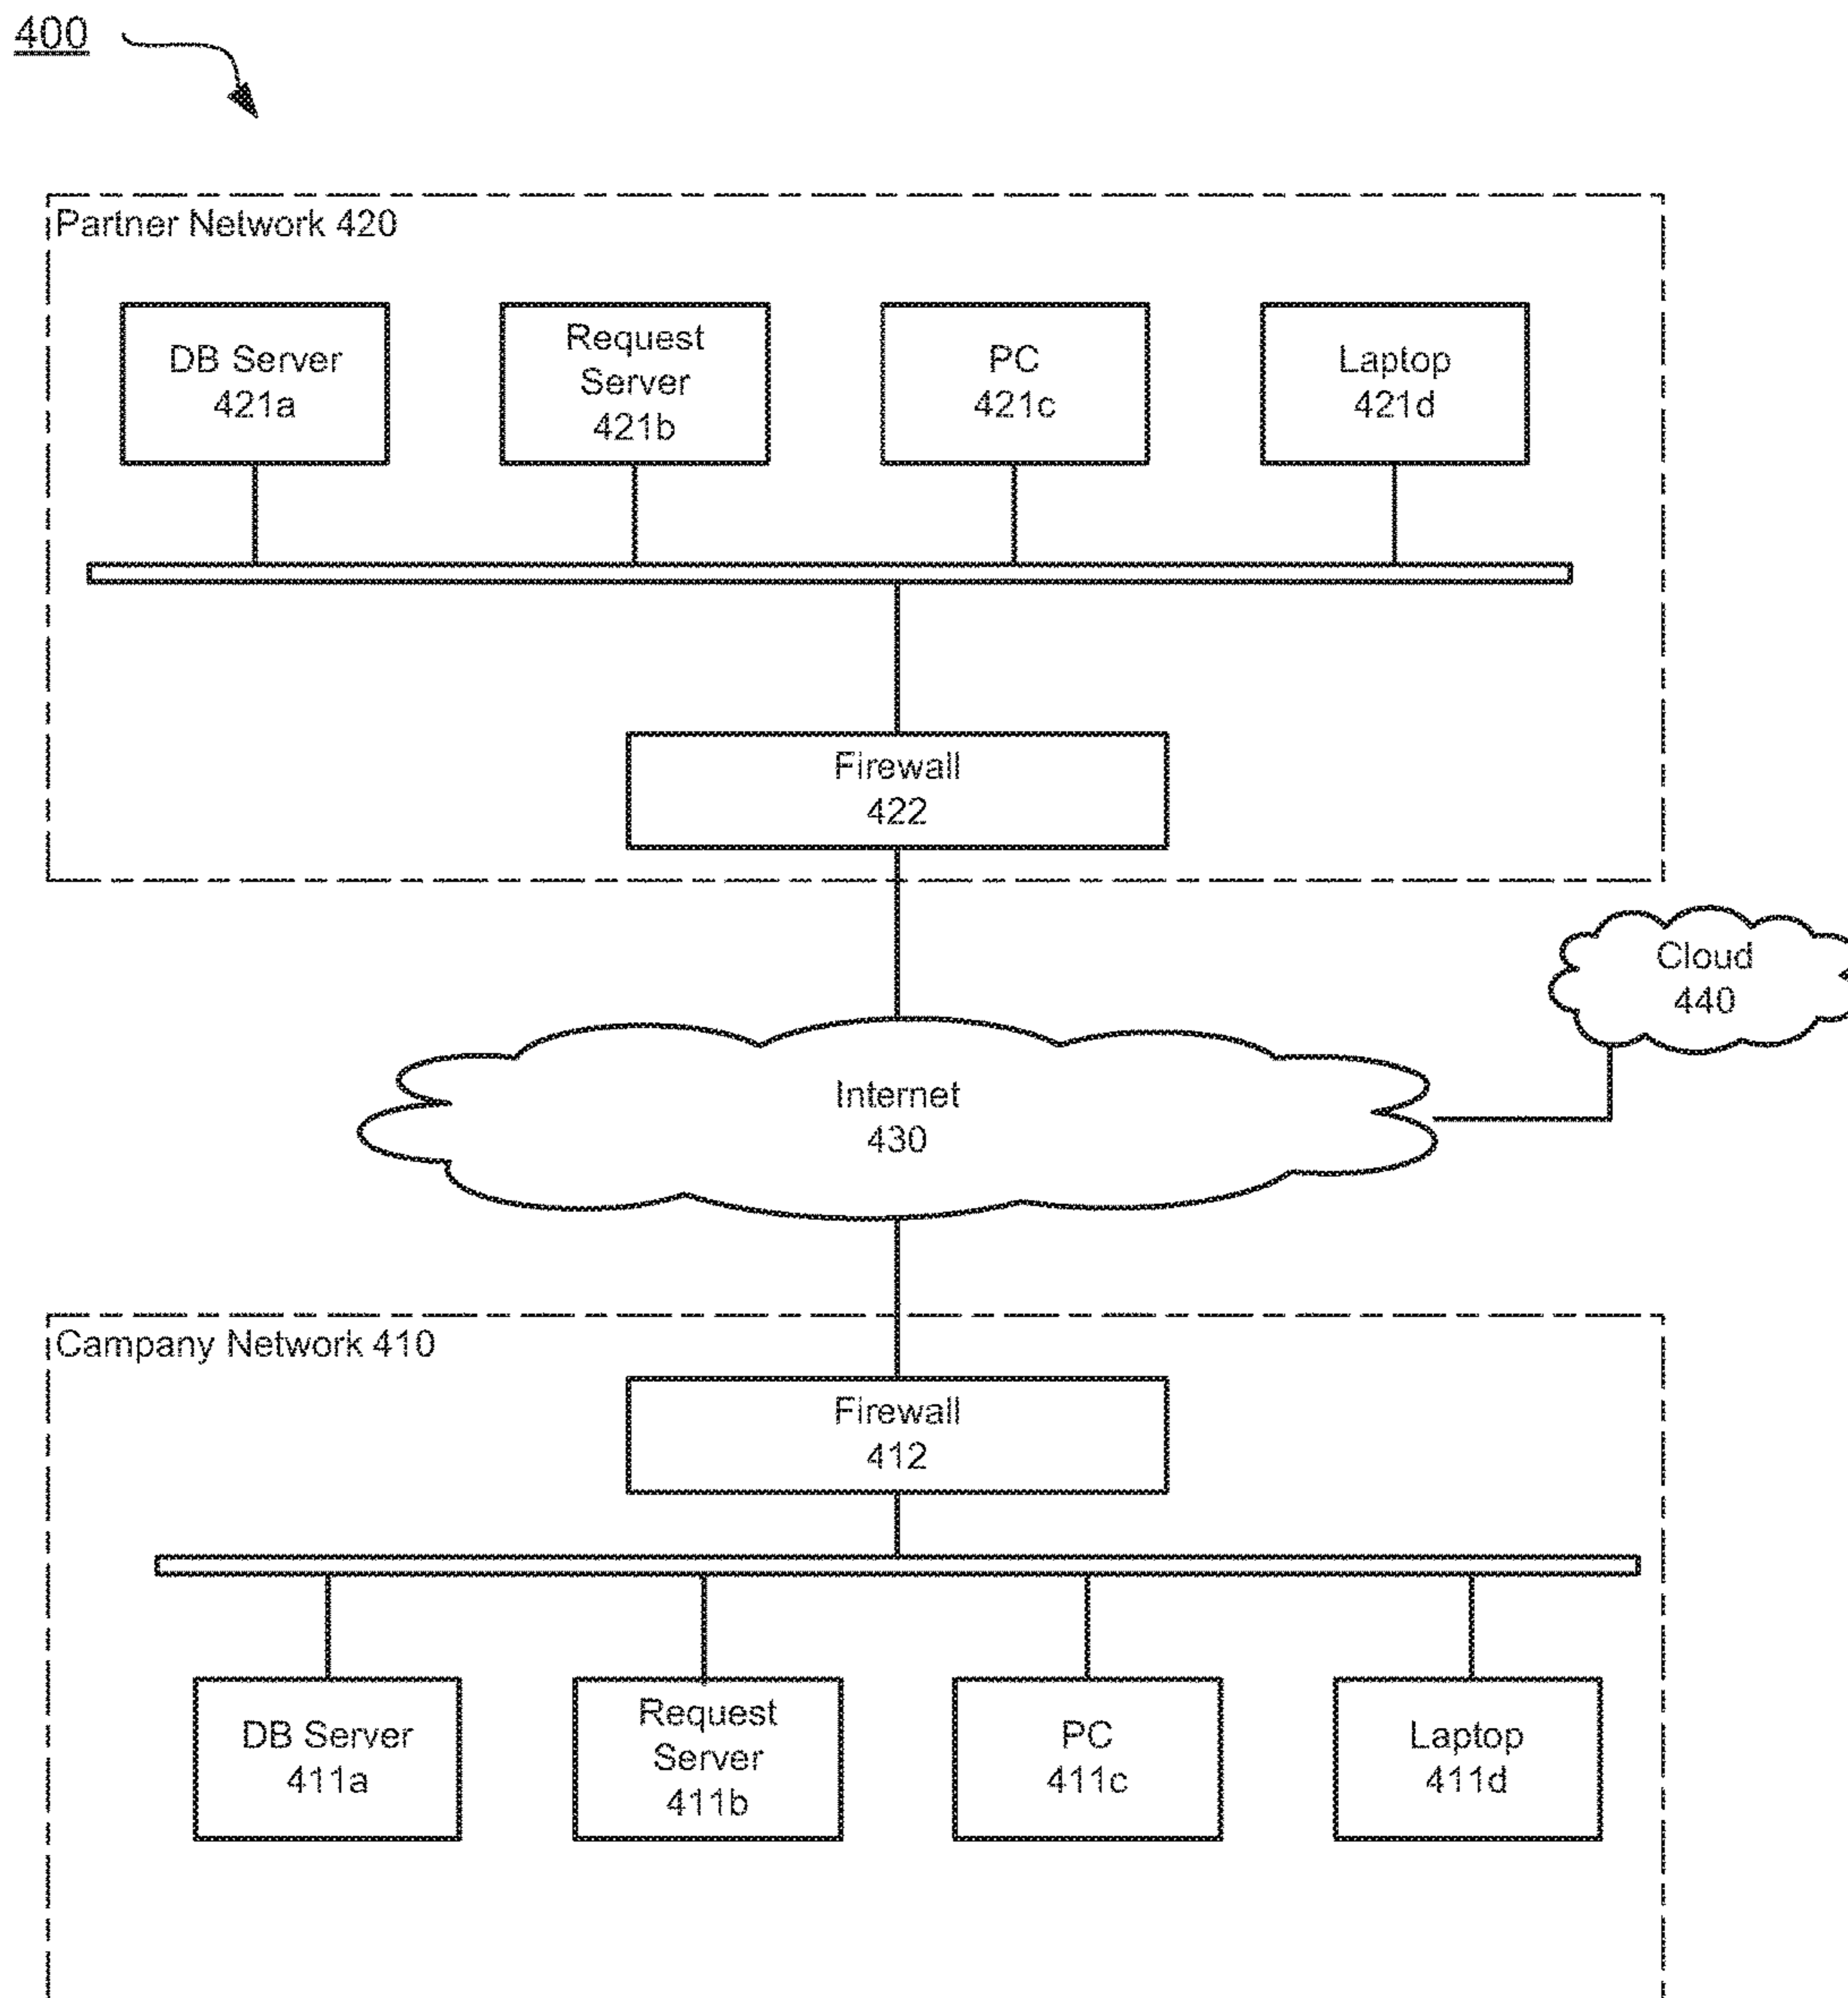 400
Partner Network 420
DB Server
421a
Request
Server
421b
PC
421c
Laptop
421d
Firewall
422
Cloud
440
Internet
430
Campany Network 410
Firewall
412
DB Server
411a
Request
Server
411b
PC
411c
Laptop
411d